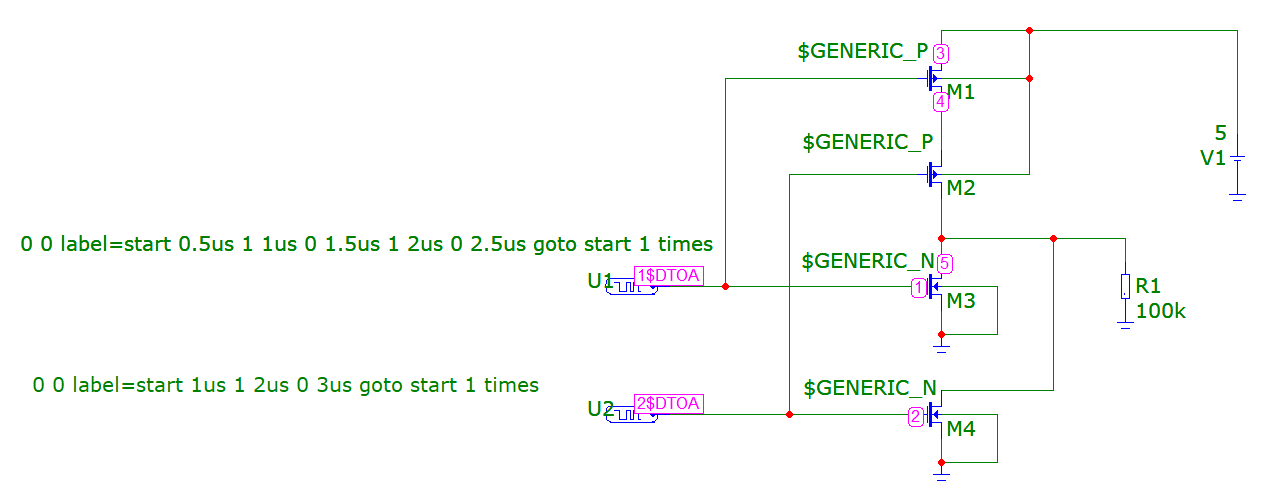 $GENERIC_P
3
M1
4
5
V1
$GENERIC_P
M2
0 0 label=start 0.5us 1 1us 0 1.5us 1 2us 0 2.5us goto start 1 times
$GENERIC_N
5
U1
1$DTOA
1
M3
R1
100k
0 0 label=start 1us 1 2us 0 3us goto start 1 times
$GENERIC_N
U2
2$DTOA
2
M4